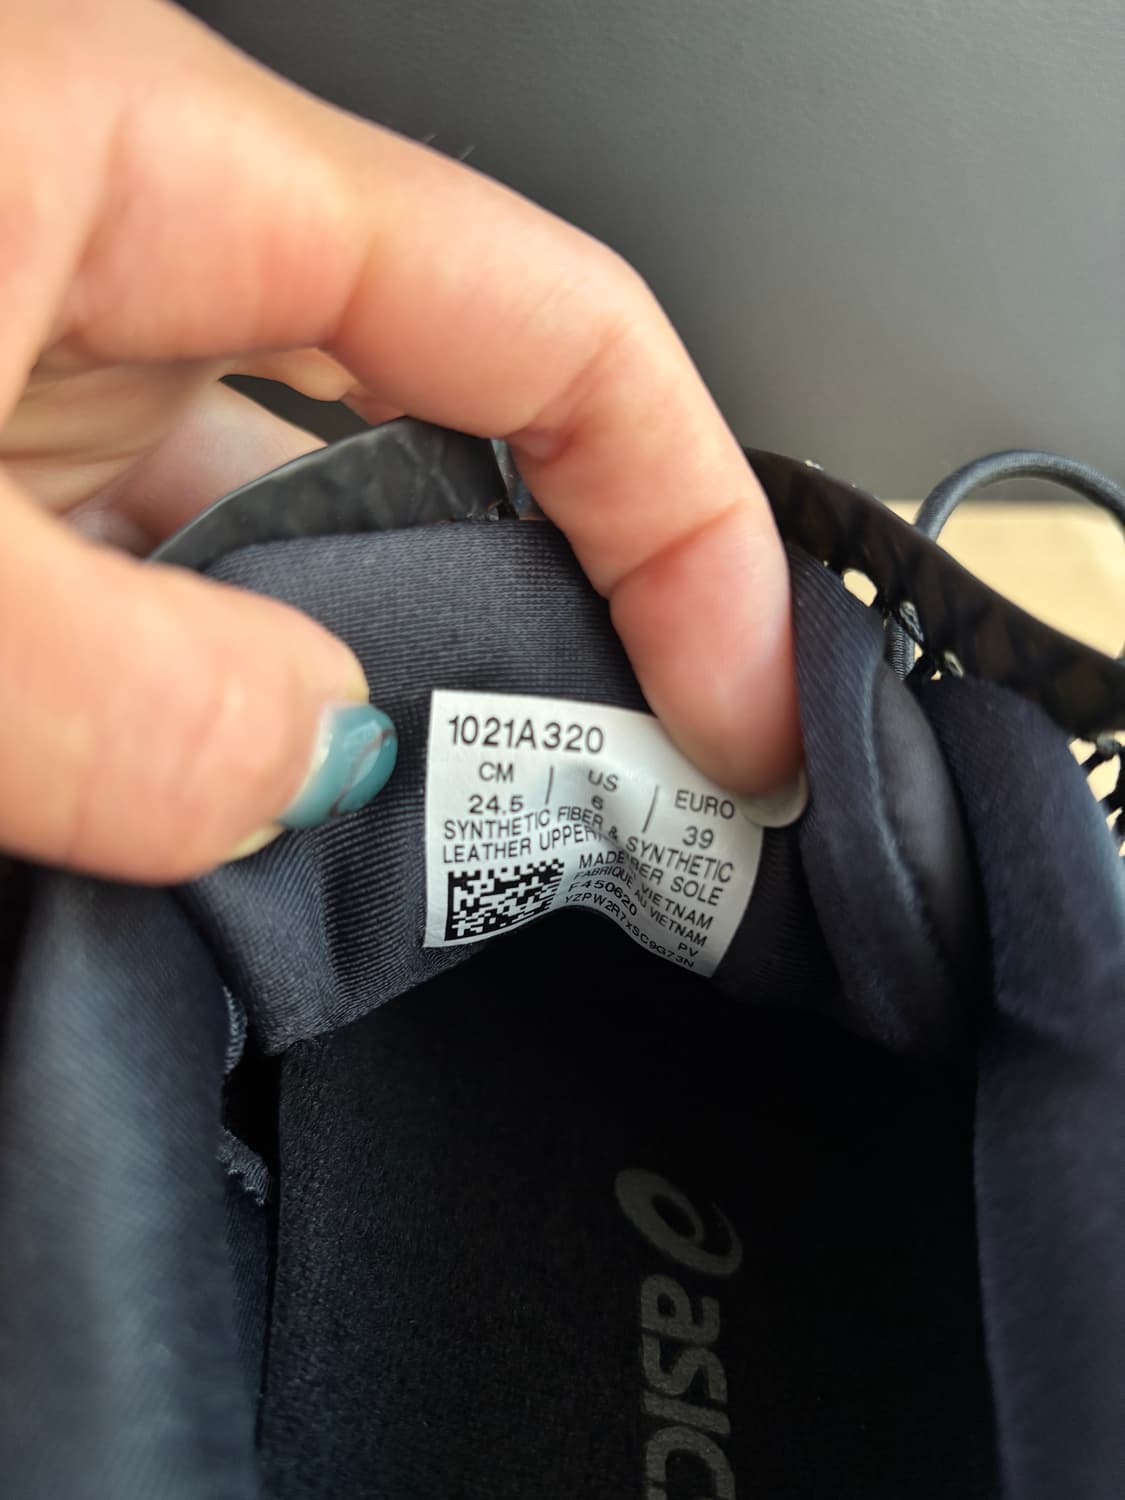 1021A320
CM | US | EURO
24.5 6 39
SYNTHETIC FIBER & SYNTHETIC
LEATHER UPPER RUBBER SOLE
MADE VIETNAM
FABRIQUE AU VIETNAM
F450620 PV
YZPW2R7XSC9G73N
asics